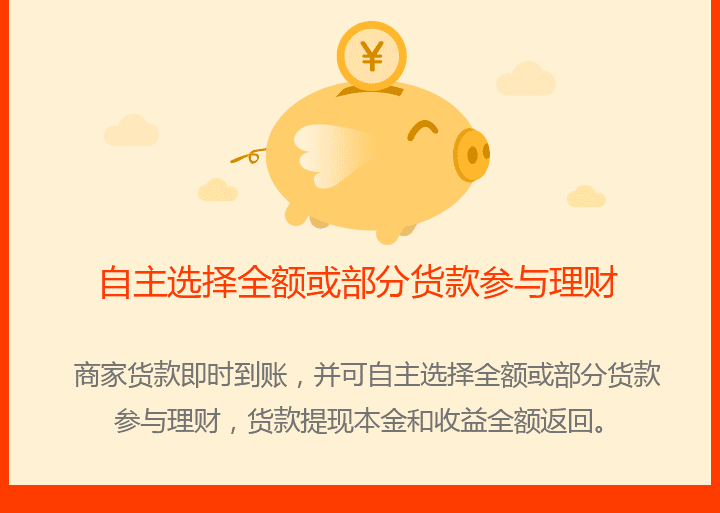 ¥
自主选择全额或部分货款参与理财
商家货款即时到账，并可自主选择全额或部分货款
参与理财，货款提现本金和收益全额返回。